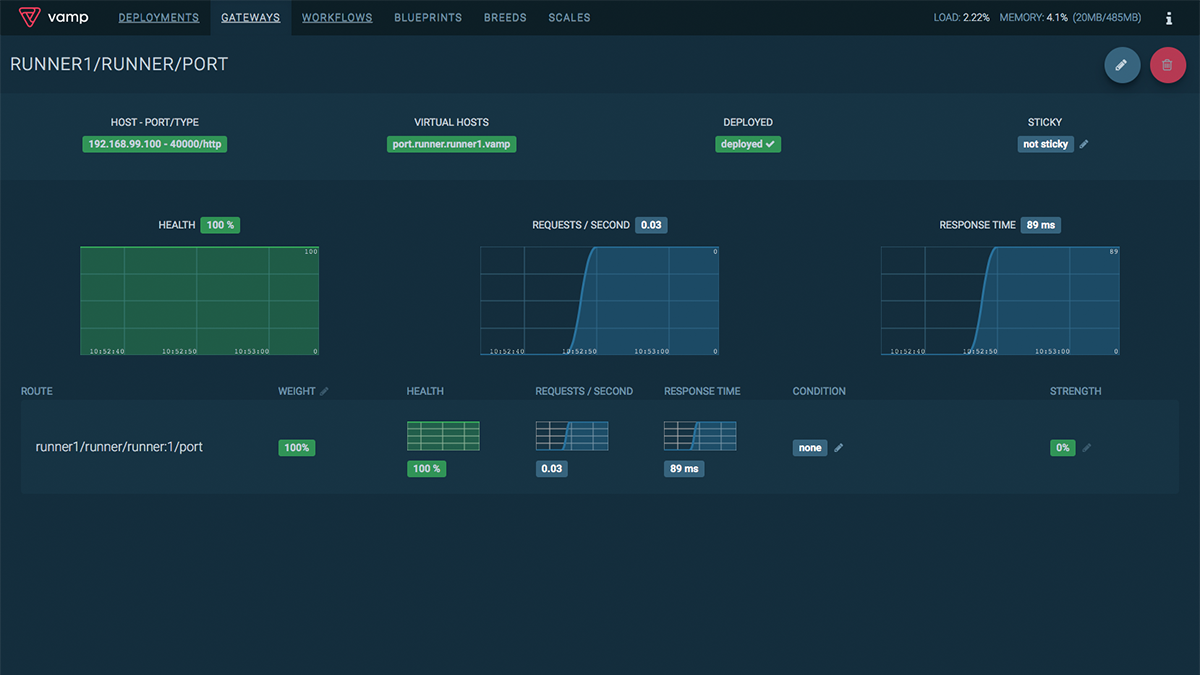 vamp DEPLOYMENTS GATEWAYS WORKFLOWS BLUEPRINTS BREEDS SCALES LOAD: 2.22% MEMORY: 4.1% (20MB/485MB)
RUNNER1/RUNNER/PORT
HOST - PORT/TYPE VIRTUAL HOSTS DEPLOYED STICKY
192.168.99.100 - 40000/http port.runner.runner1.vamp deployed not sticky
HEALTH 100 % REQUESTS / SECOND 0.03 RESPONSE TIME 89 ms
100 0 89
10:52:40 10:52:50 10:53:00 0 10:52:40 10:52:50 10:53:00 0 10:52:40 10:52:50 10:53:00 0
ROUTE WEIGHT HEALTH REQUESTS / SECOND RESPONSE TIME CONDITION STRENGTH
runner1/runner/runner:1/port 100% none 0%
100 % 0.03 89 ms